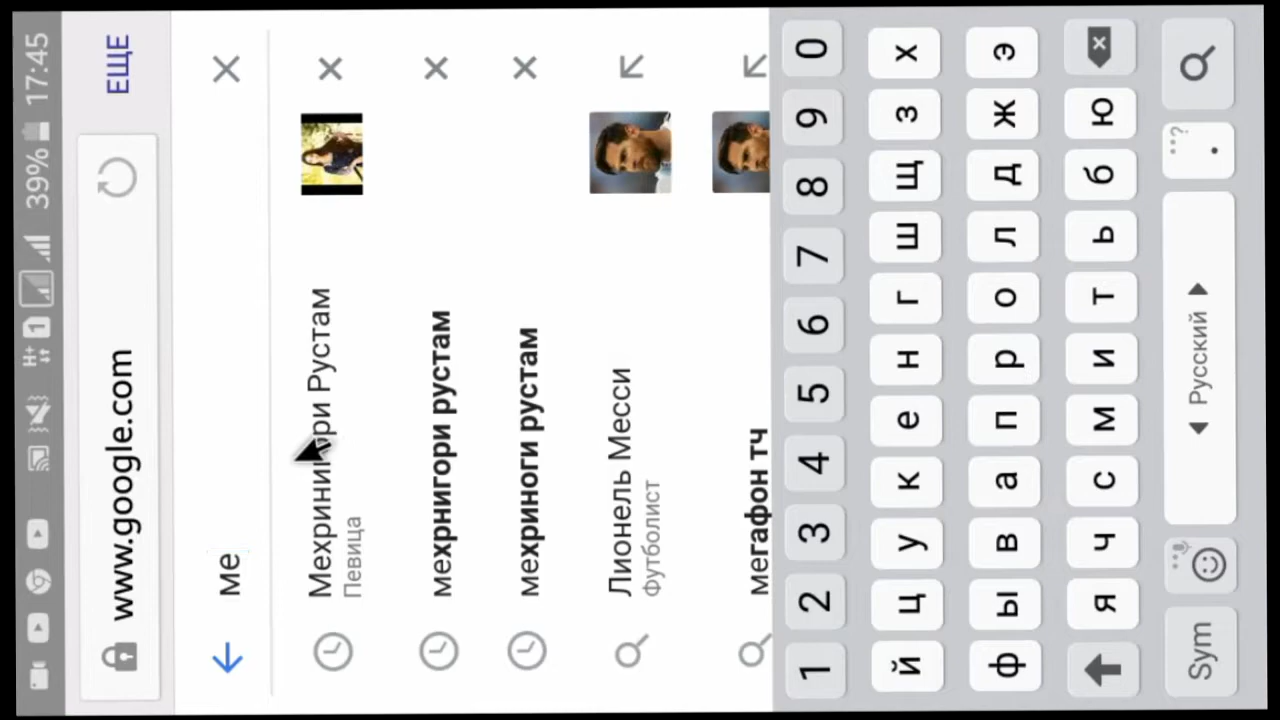 H+ 1 39% 17:45
www.google.com ЕЩЕ
ме
Мехринигори Рустам
Певица
мехрнигори рустам
мехриноги рустам
Лионель Месси
Футболист
мегафон тч
1 2 3 4 5 6 7 8 9 0
й ц у к е н г ш щ з х
ф ы в а п р о л д ж э
я ч с м и т ь б ю
Sym Русский ...? .